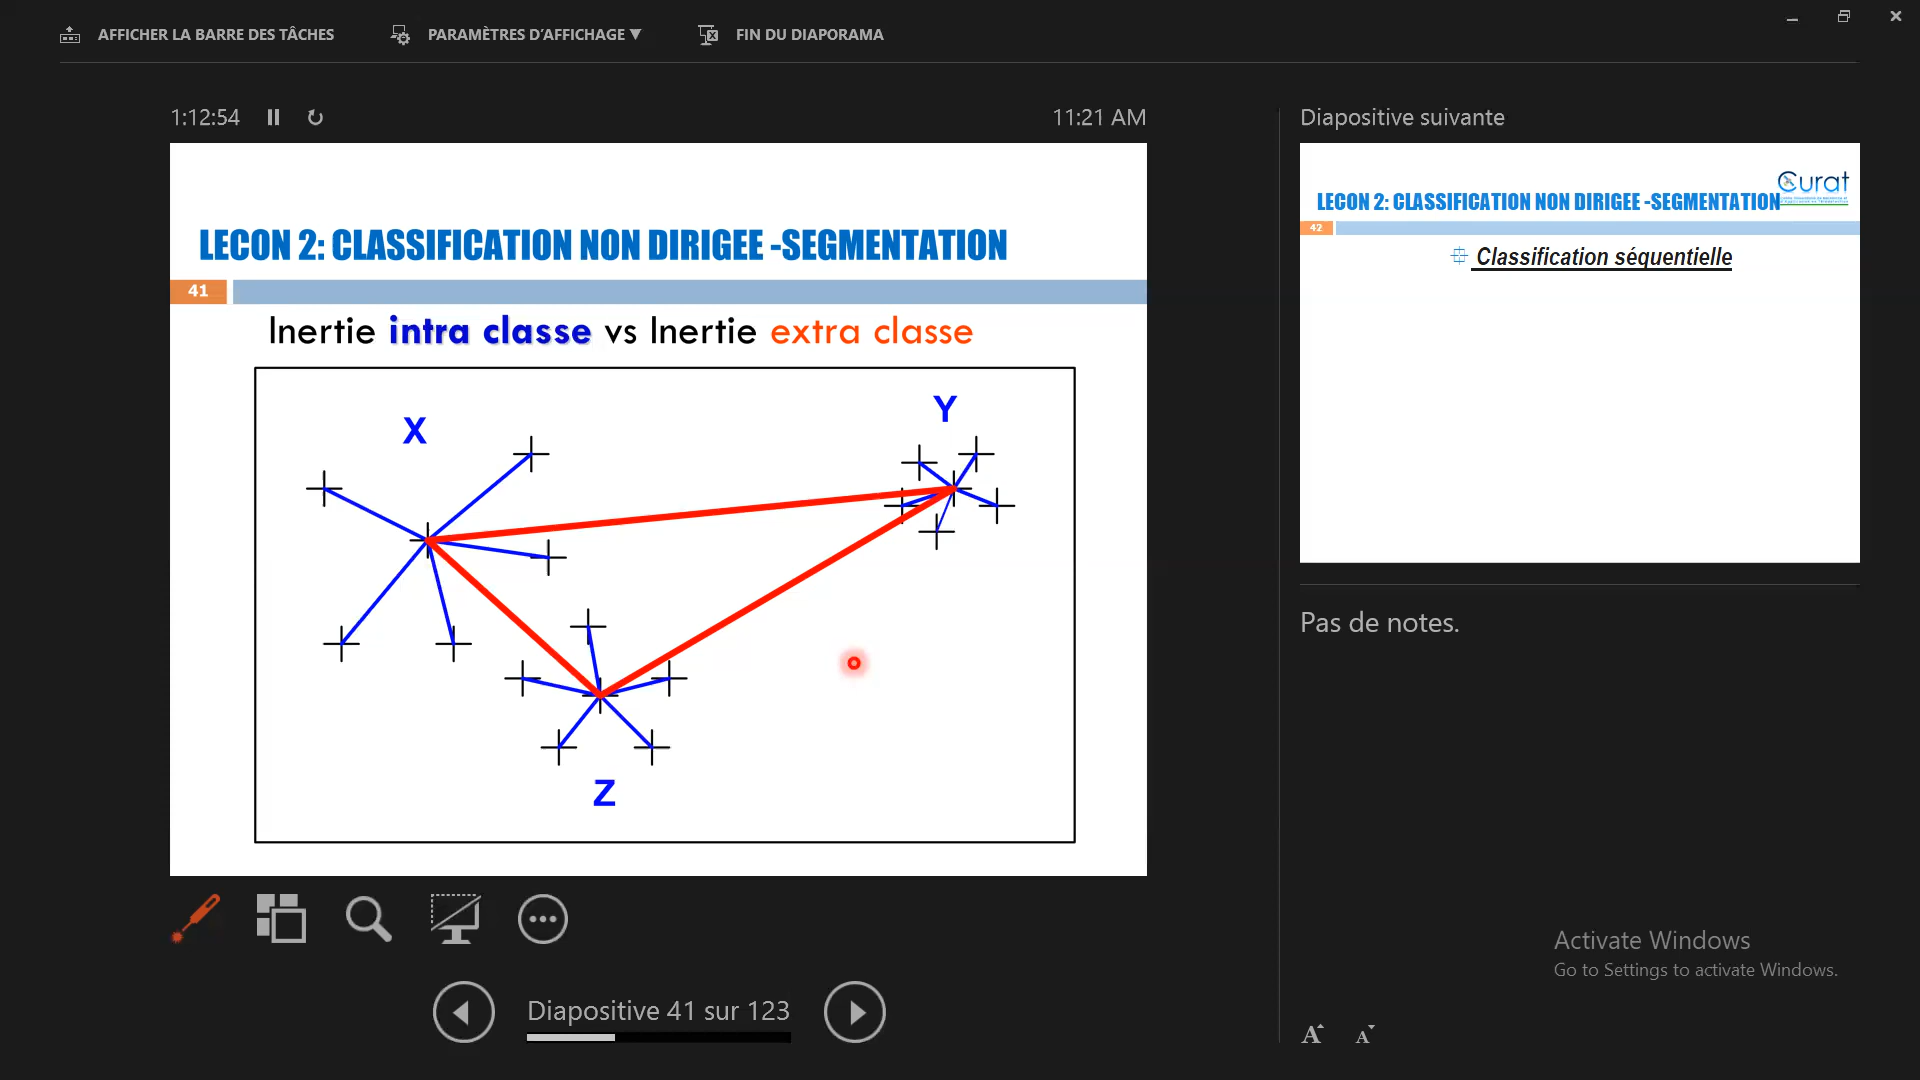 AFFICHER LA BARRE DES TÂCHES
PARAMÈTRES D'AFFICHAGE ▼
FIN DU DIAPORAMA
1:12:54
11:21 AM
LECON 2: CLASSIFICATION NON DIRIGEE -SEGMENTATION
41
Inertie intra classe vs Inertie extra classe
X
Y
Z
Diapositive 41 sur 123
Diapositive suivante
Curat
LECON 2: CLASSIFICATION NON DIRIGEE -SEGMENTATION
42
Classification séquentielle
Pas de notes.
Activate Windows
Go to Settings to activate Windows.
A A